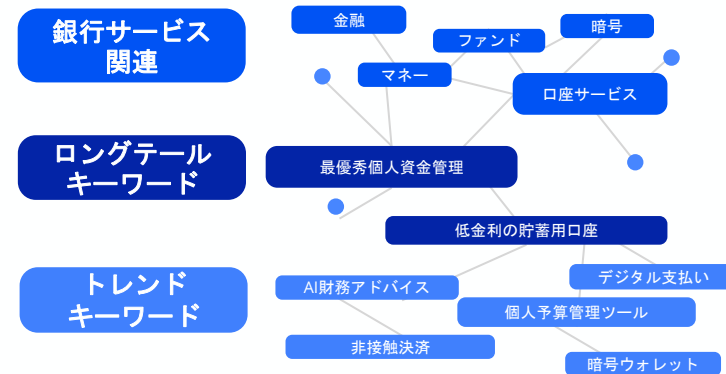 銀行サービス
関連
金融
ファンド
暗号
マネー
口座サービス
ロングテール
キーワード
最優秀個人資金管理
低金利の貯蓄用口座
トレンド
キーワード
AI財務アドバイス
デジタル支払い
個人予算管理ツール
非接触決済
暗号ウォレット